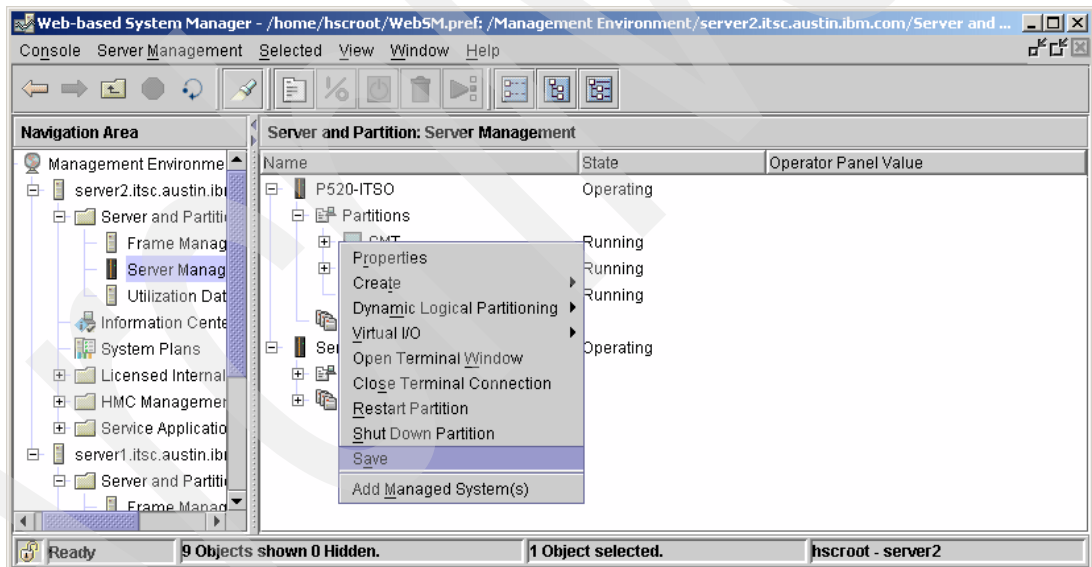 Web-based System Manager - /home/hscroot/WebSM.pref: /Management Environment/server2.itsc.austin.ibm.com/Server and ...
Console Server Management Selected View Window Help
Navigation Area
Management Environme
server2.itsc.austin.ib
Server and Partiti
Frame Manag
Server Manag
Utilization Dat
Information Cente
System Plans
Licensed Internal
HMC Managemer
Service Applicatio
server1.itsc.austin.ib
Server and Partiti
Frame Manag
Server and Partition: Server Management
Name State Operator Panel Value
P520-ITSO Operating
Partitions
SMT Running
Running
Running
Ser Operating
Properties
Create
Dynamic Logical Partitioning
Virtual I/O
Open Terminal Window
Close Terminal Connection
Restart Partition
Shut Down Partition
Save
Add Managed System(s)
Ready 9 Objects shown 0 Hidden. 1 Object selected. hscroot - server2